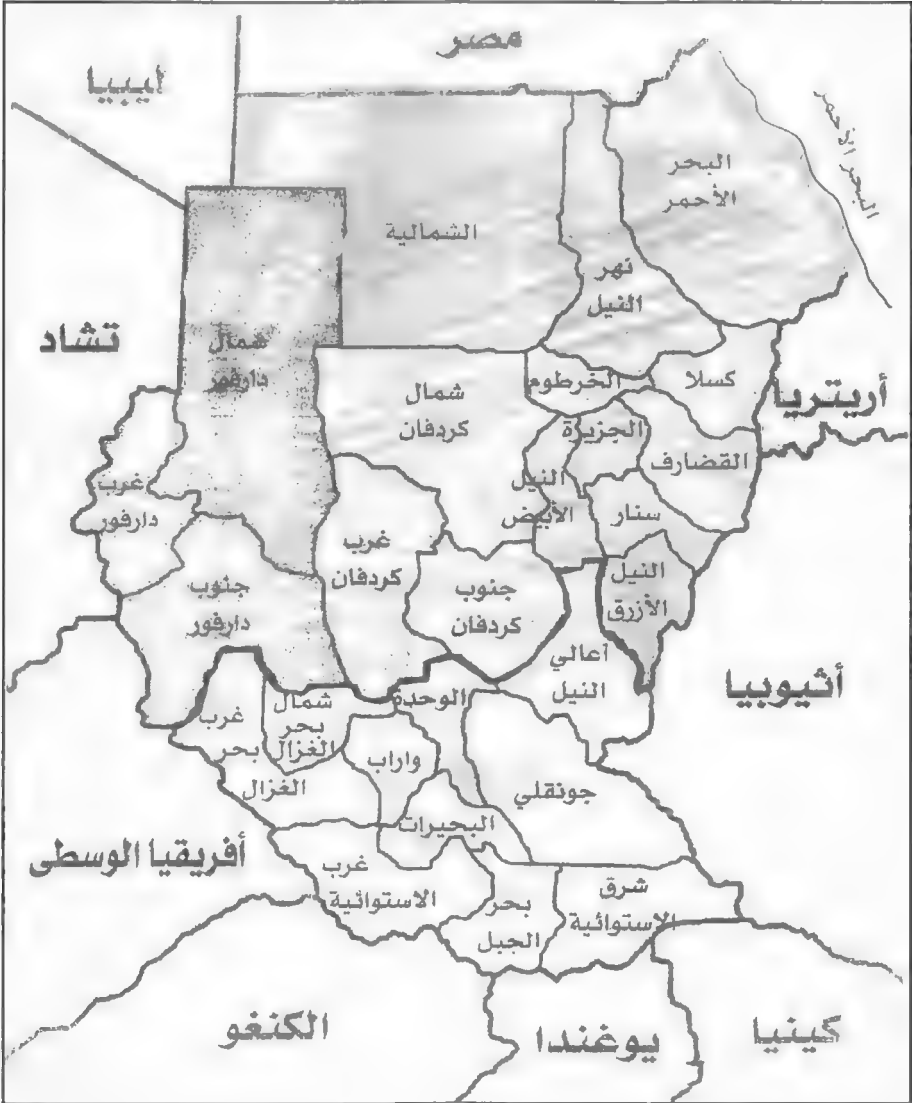 مصر
ليبيا
البحر الأحمر
البحر
الأحمر
الشمالية
نهر
النيل
تشاد
شمال
دارفور
الخرطوم
كسلا
أريتريا
شمال
كردفان
الجزيرة
القضارف
النيل
الأبيض
سنار
غرب
دارفور
غرب
كردفان
النيل
الأزرق
جنوب
دارفور
جنوب
كردفان
أعالي
النيل
أثيوبيا
الوحدة
شمال
بحر
الغزال
غرب
بحر
الغزال
واراب
جونقلي
البحيرات
أفريقيا الوسطى
غرب
الاستوائية
شرق
الاستوائية
بحر
الجبل
الكنغو
يوغندا
كينيا